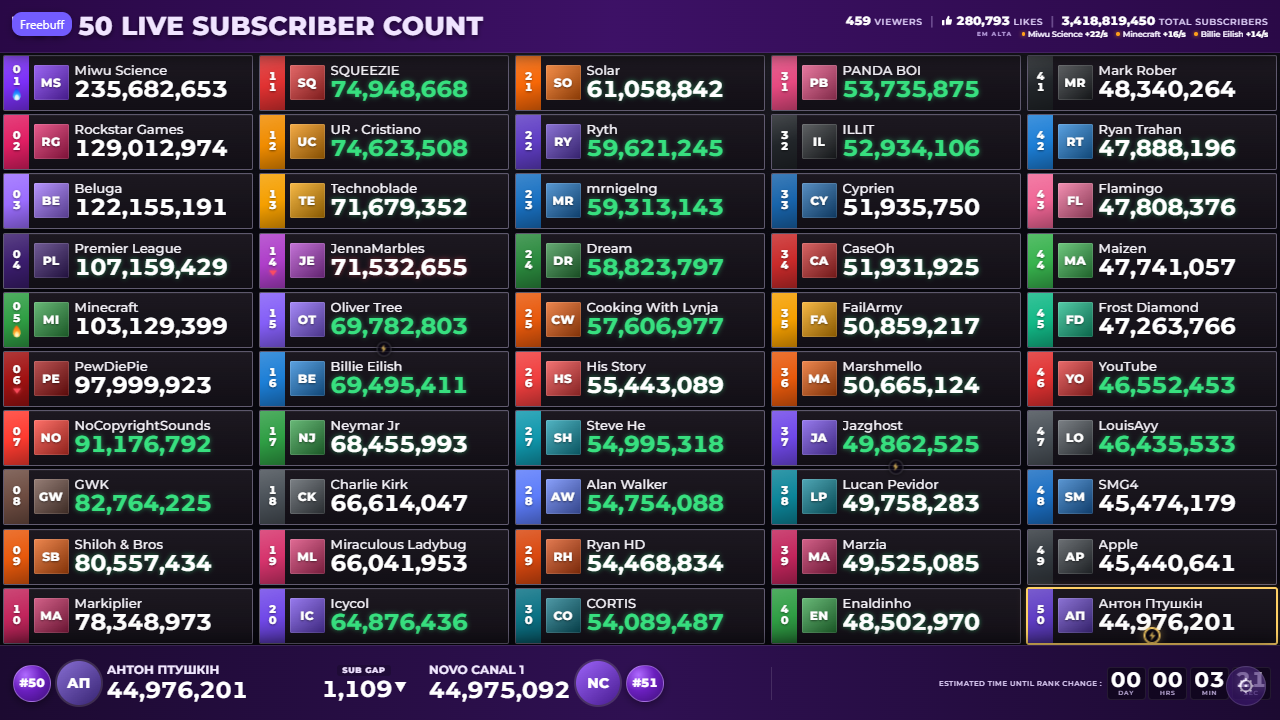 Freebuff
50 LIVE SUBSCRIBER COUNT
459 VIEWERS | 280,793 LIKES | 3,418,819,450 TOTAL SUBSCRIBERS
EM ALTA Miwu Science +22/s Minecraft +16/s Billie Eilish +14/s
01 MS Miwu Science 235,682,653
02 RG Rockstar Games 129,012,974
03 BE Beluga 122,155,191
04 PL Premier League 107,159,429
05 MI Minecraft 103,129,399
06 PE PewDiePie 97,999,923
07 NO NoCopyrightSounds 91,176,792
08 GW GWK 82,764,225
09 SB Shiloh & Bros 80,557,434
10 MA Markiplier 78,348,973
11 SQ SQUEEZIE 74,948,668
12 UC UR · Cristiano 74,623,508
13 TE Technoblade 71,679,352
14 JE JennaMarbles 71,532,655
15 OT Oliver Tree 69,782,803
16 BE Billie Eilish 69,495,411
17 NJ Neymar Jr 68,455,993
18 CK Charlie Kirk 66,614,047
19 ML Miraculous Ladybug 66,041,953
20 IC Icycol 64,876,436
21 SO Solar 61,058,842
22 RY Ryth 59,621,245
23 MR mrnigelng 59,313,143
24 DR Dream 58,823,797
25 CW Cooking With Lynja 57,606,977
26 HS His Story 55,443,089
27 SH Steve He 54,995,318
28 AW Alan Walker 54,754,088
29 RH Ryan HD 54,468,834
30 CO CORTIS 54,089,487
31 PB PANDA BOI 53,735,875
32 IL ILLIT 52,934,106
33 CY Cyprien 51,935,750
34 CA CaseOh 51,931,925
35 FA FailArmy 50,859,217
36 MA Marshmello 50,665,124
37 JA Jazghost 49,862,525
38 LP Lucan Pevidor 49,758,283
39 MA Marzia 49,525,085
40 EN Enaldinho 48,502,970
41 MR Mark Rober 48,340,264
42 RT Ryan Trahan 47,888,196
43 FL Flamingo 47,808,376
44 MA Maizen 47,741,057
45 FD Frost Diamond 47,263,766
46 YO YouTube 46,552,453
47 LO LouisAyy 46,435,533
48 SM SMG4 45,474,179
49 AP Apple 45,440,641
50 АП Антон Птушкін 44,976,201
#50 АП АНТОН ПТУШКІН 44,976,201
SUB GAP 1,109▼
NOVO CANAL 1 44,975,092 NC #51
ESTIMATED TIME UNTIL RANK CHANGE : 00 DAY 00 HRS 03 MIN